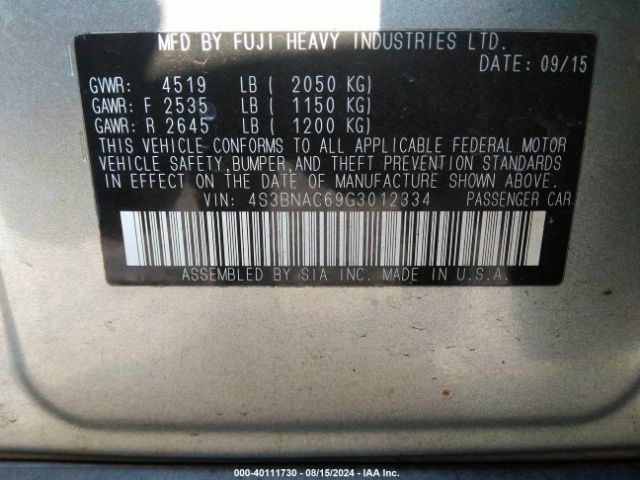 MFD BY FUJI HEAVY INDUSTRIES LTD.
DATE: 09/15
GVWR: 4519 LB ( 2050 KG)
GAWR: F 2535 LB ( 1150 KG)
GAWR: R 2645 LB ( 1200 KG)
THIS VEHICLE CONFORMS TO ALL APPLICABLE FEDERAL MOTOR
VEHICLE SAFETY,BUMPER,AND THEFT PREVENTION STANDARDS
IN EFFECT ON THE DATE OF MANUFACTURE SHOWN ABOVE.
VIN: 4S3BNAC69G3012334 PASSENGER CAR
ASSEMBLED BY SIA INC. MADE IN U.S.A.
000-40111730 - 08/15/2024 - IAA Inc.